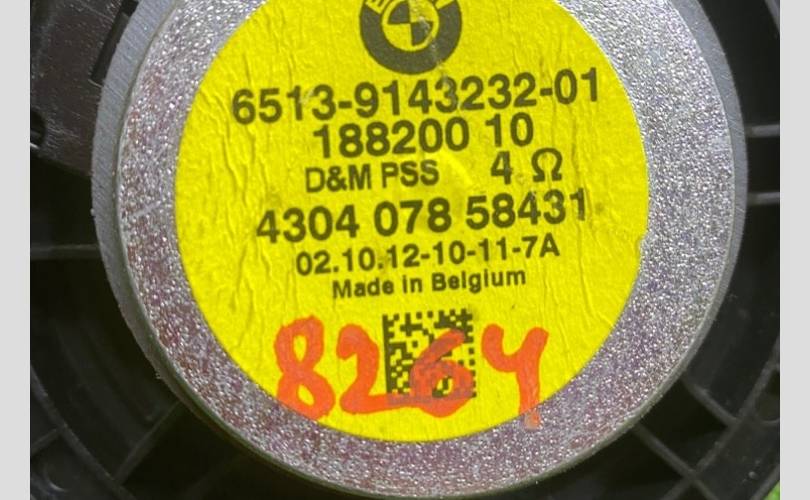 6513-9143232-01
188200 10
D&M PSS 4 Ω
4304 078 58431
02.10.12-10-11-7A
Made in Belgium
8264